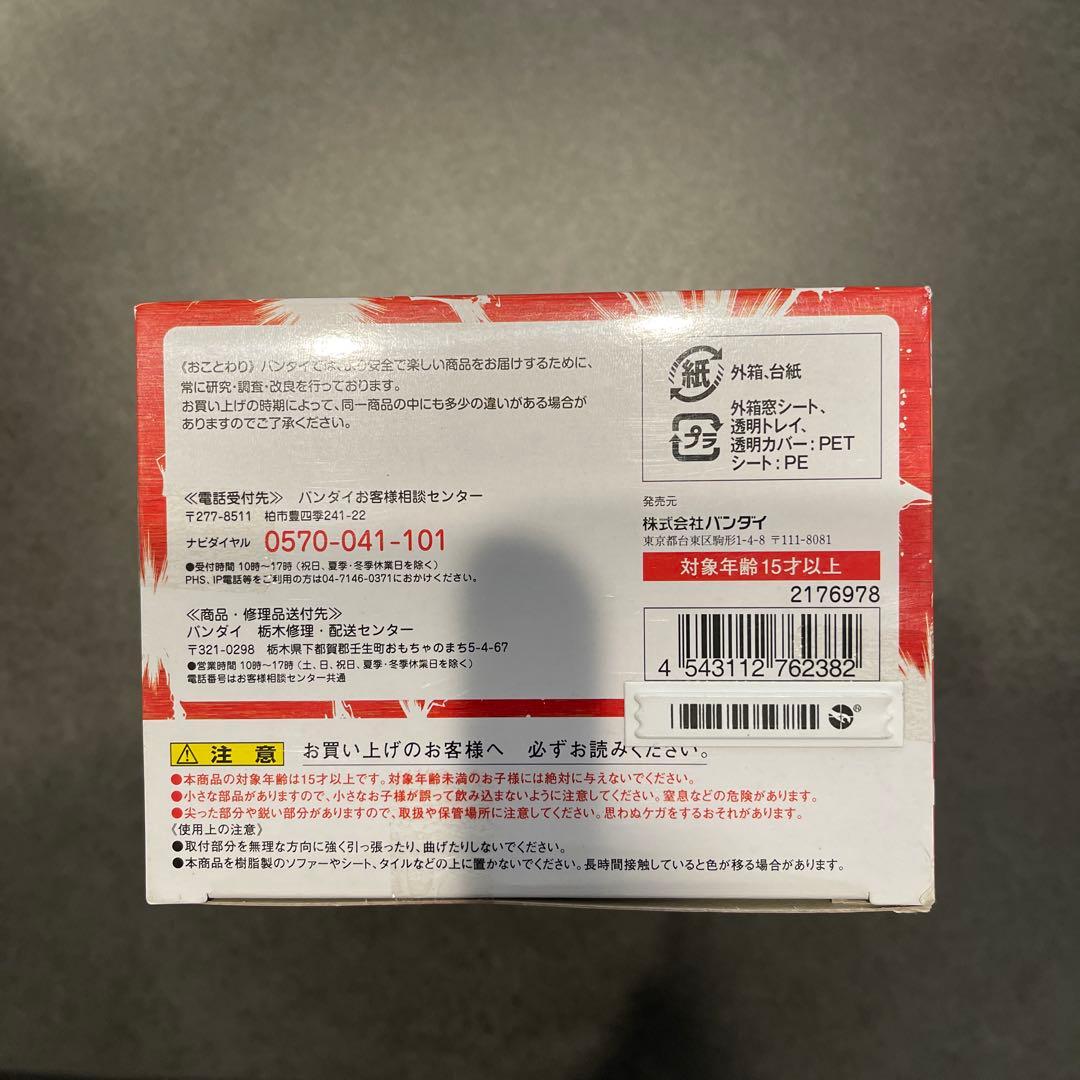 《おことわり》バンダイでは、より安全で楽しい商品をお届けするために、
常に研究・調査・改良を行っております。
お買い上げの時期によって、同一商品の中にも多少の違いがある場合が
ありますのでご了承ください。
紙 外箱、台紙
プラ 外箱窓シート、
透明トレイ、
透明カバー:PET
シート:PE
≪電話受付先≫ バンダイお客様相談センター
〒277-8511 柏市豊四季241-22
ナビダイヤル 0570-041-101
●受付時間 10時〜17時(祝日、夏季・冬季休業日を除く)
PHS、IP電話等をご利用の方は04-7146-0371におかけください。
≪商品・修理品送付先≫
バンダイ 栃木修理・配送センター
〒321-0298 栃木県下都賀郡壬生町おもちゃのまち5-4-67
●営業時間 10時〜17時(土、日、祝日、夏季・冬季休業日を除く)
電話番号はお客様相談センター共通
発売元
株式会社バンダイ
東京都台東区駒形1-4-8 〒111-8081
対象年齢15才以上
2176978
4 543112 762382
®
注意 お買い上げのお客様へ 必ずお読みください。
●本商品の対象年齢は15才以上です。対象年齢未満のお子様には絶対に与えないでください。
●小さな部品がありますので、小さなお子様が誤って飲み込まないように注意してください。窒息などの危険があります。
●尖った部分や鋭い部分がありますので、取扱や保管場所に注意してください。思わぬケガをするおそれがあります。
《使用上の注意》
●取付部分を無理な方向に強く引っ張ったり、曲げたりしないでください。
●本商品を樹脂製のソファーやシート、タイルなどの上に置かないでください。長時間接触していると色が移る場合があります。